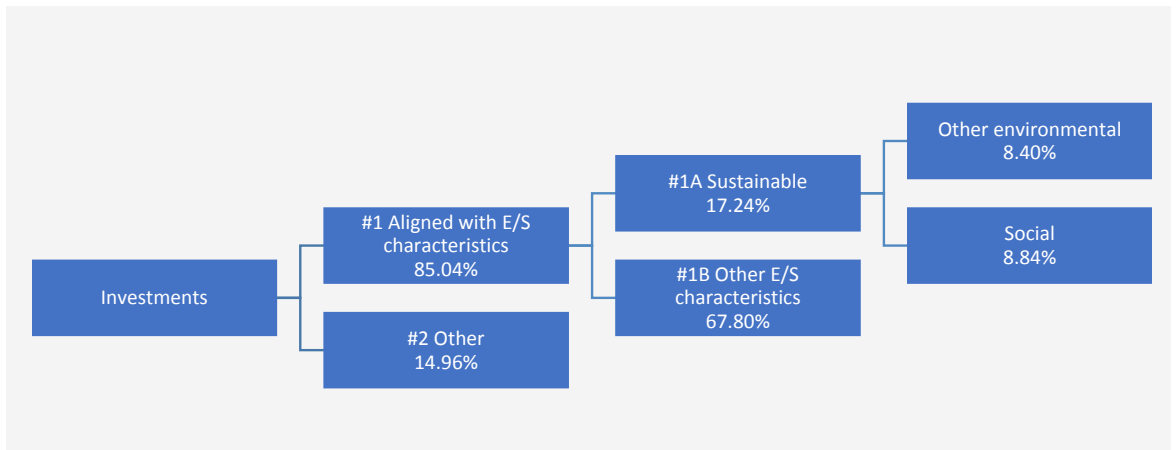 Investments
#1 Aligned with E/S
characteristics
85.04%
#2 Other
14.96%
#1A Sustainable
17.24%
#1B Other E/S
characteristics
67.80%
Other environmental
8.40%
Social
8.84%